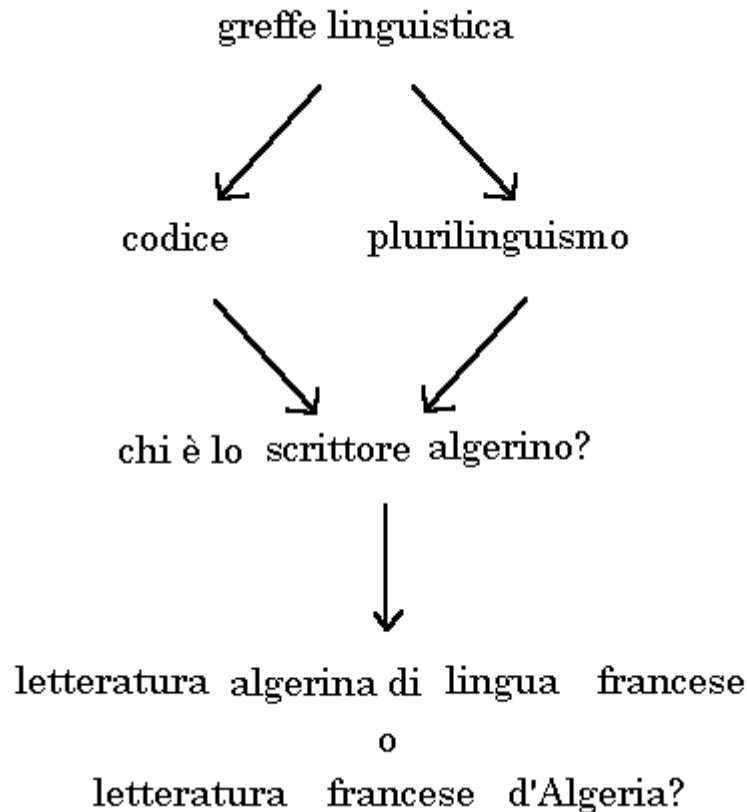 greffe linguistica
codice plurilinguismo
chi è lo scrittore algerino?
letteratura algerina di lingua francese
o
letteratura francese d'Algeria?